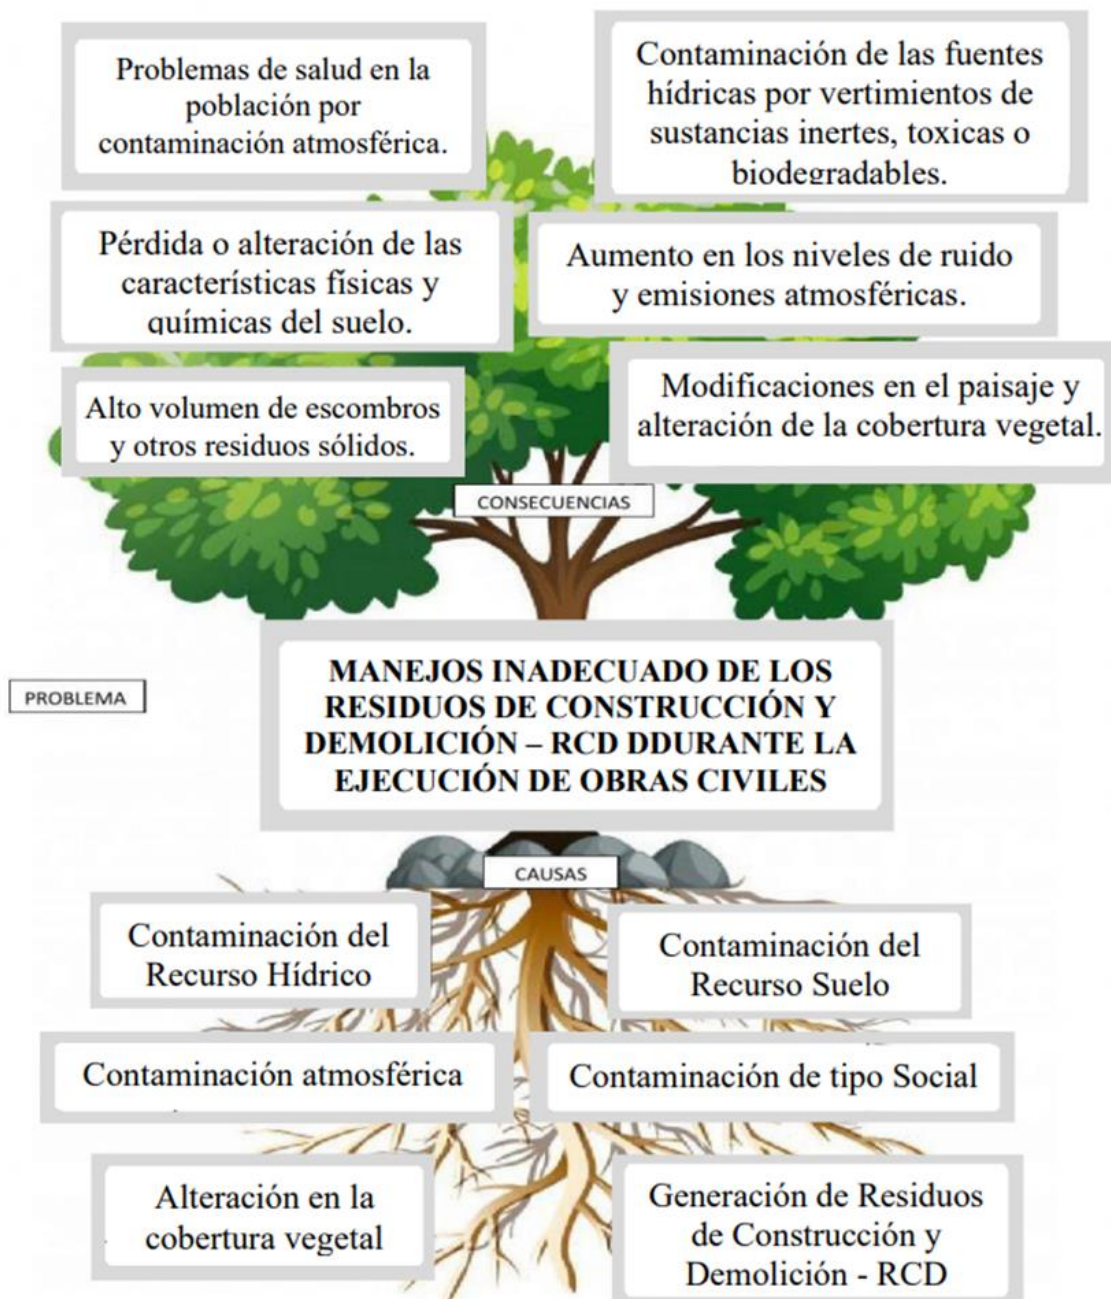 Problemas de salud en la
población por
contaminación atmosférica.
Contaminación de las fuentes
hídricas por vertimientos de
sustancias inertes, toxicas o
biodegradables.
Pérdida o alteración de las
características físicas y
químicas del suelo.
Aumento en los niveles de ruido
y emisiones atmosféricas.
Alto volumen de escombros
y otros residuos sólidos.
Modificaciones en el paisaje y
alteración de la cobertura vegetal.
CONSECUENCIAS
PROBLEMA
MANEJOS INADECUADO DE LOS
RESIDUOS DE CONSTRUCCIÓN Y
DEMOLICIÓN – RCD DDURANTE LA
EJECUCIÓN DE OBRAS CIVILES
CAUSAS
Contaminación del
Recurso Hídrico
Contaminación del
Recurso Suelo
Contaminación atmosférica
Contaminación de tipo Social
Alteración en la
cobertura vegetal
Generación de Residuos
de Construcción y
Demolición - RCD